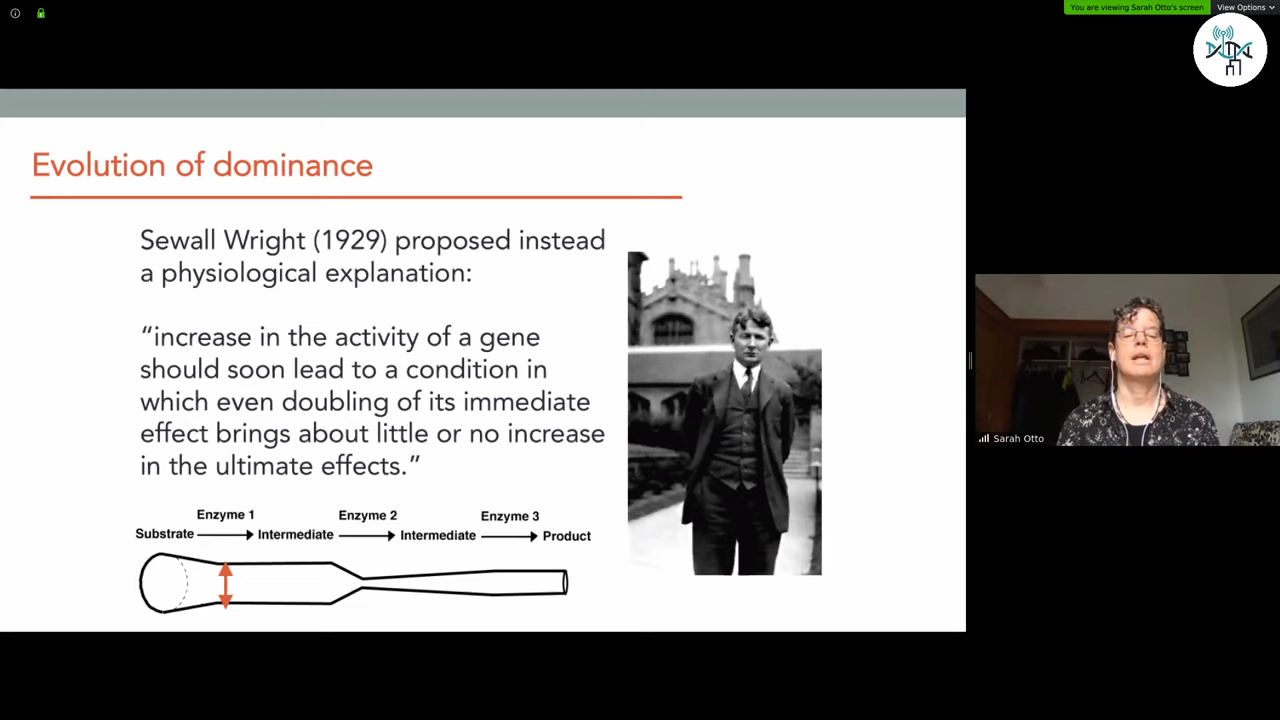 You are viewing Sarah Otto's screen
View Options
Evolution of dominance
Sewall Wright (1929) proposed instead
a physiological explanation:
“increase in the activity of a gene
should soon lead to a condition in
which even doubling of its immediate
effect brings about little or no increase
in the ultimate effects.”
Enzyme 1 Enzyme 2 Enzyme 3
Substrate Intermediate Intermediate Product
Sarah Otto